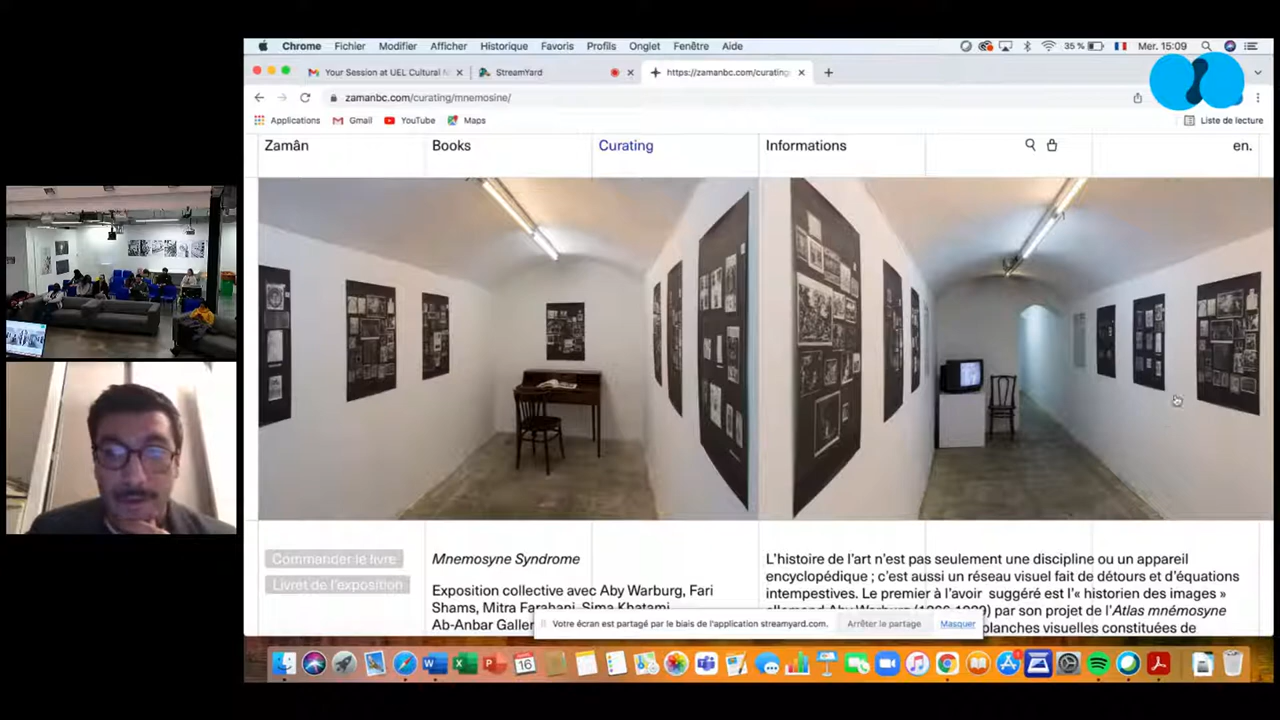 Chrome Fichier Modifier Afficher Historique Favoris Profils Onglet Fenêtre Aide 35 % Mer. 15:09
Your Session at UEL Cultural StreamYard https://zamanbc.com/curating
zamanbc.com/curating/mnemosine/
Applications Gmail YouTube Maps Liste de lecture
Zamân Books Curating Informations en.
Commander le livre
Livret de l'exposition
Mnemosyne Syndrome
Exposition collective avec Aby Warburg, Fari
Shams, Mitra Farahani, Sima Khatami
Ab-Anbar Galler
L'histoire de l'art n'est pas seulement une discipline ou un appareil
encyclopédique ; c'est aussi un réseau visuel fait de détours et d'équations
intempestives. Le premier à l'avoir suggéré est l'« historien des images »
allemand Aby Warburg par son projet de l'Atlas mnémosyne
planches visuelles constituées de
Votre écran est partagé par le biais de l'application streamyard.com. Arrêter le partage Masquer
16